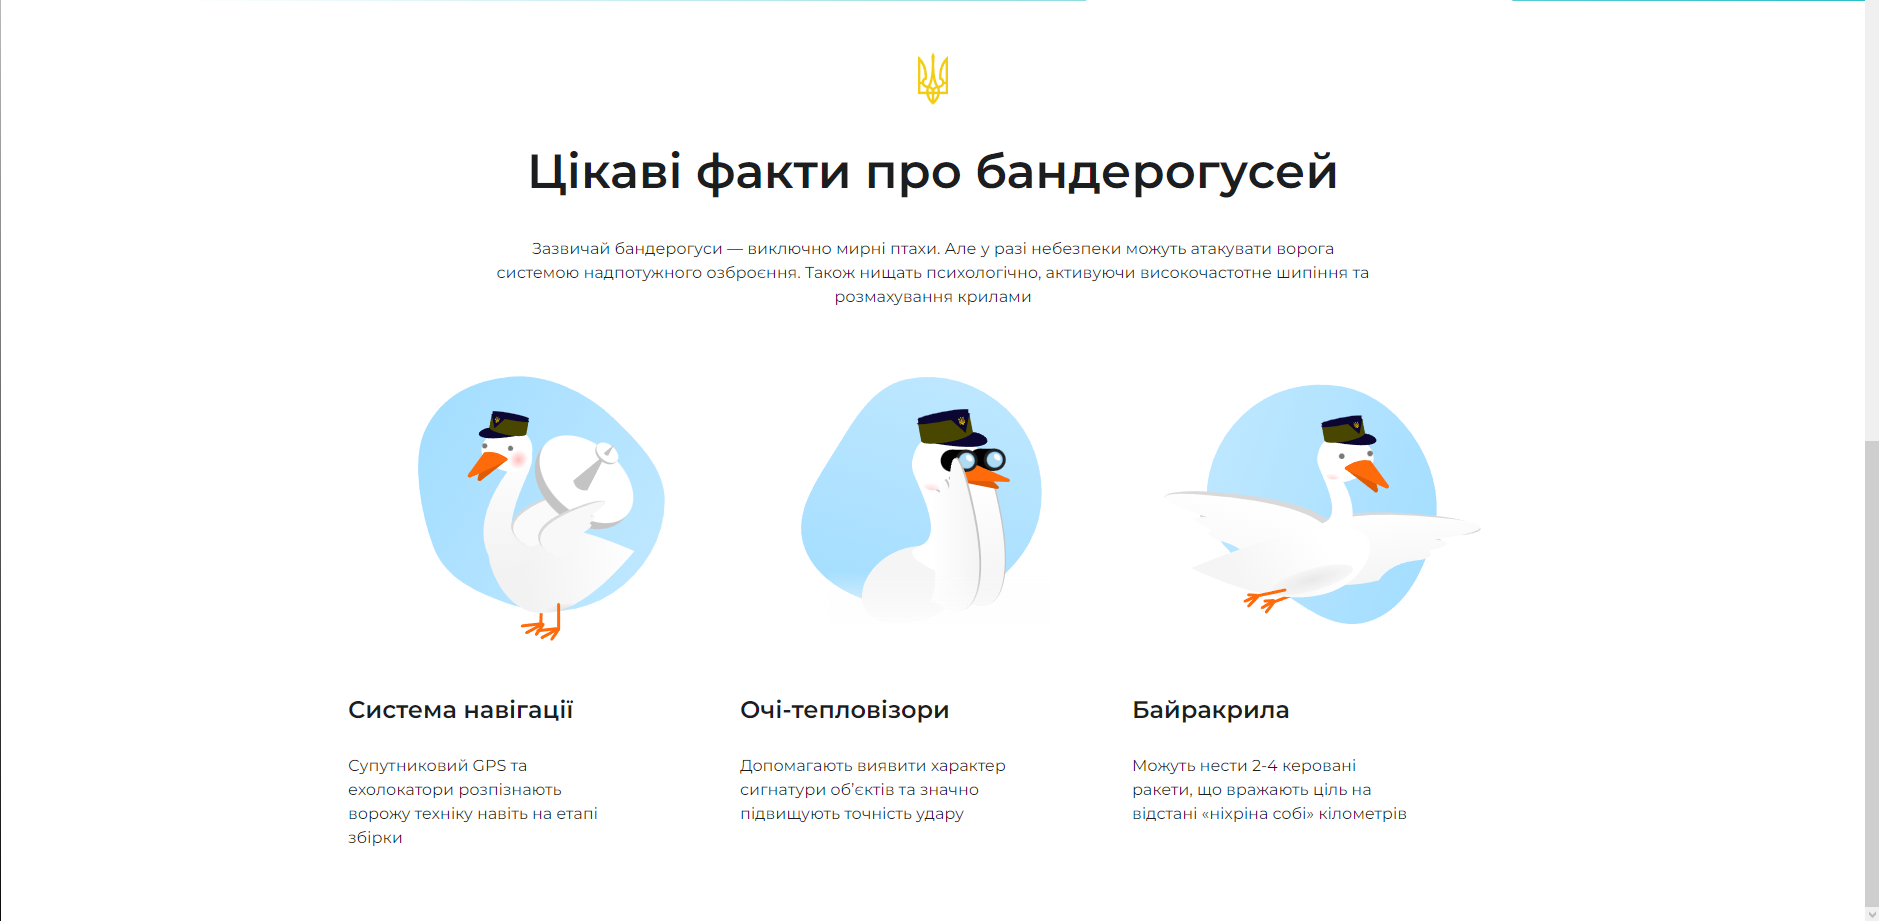 Цікаві факти про бандерогусей
Зазвичай бандерогуси — виключно мирні птахи. Але у разі небезпеки можуть атакувати ворога
системою надпотужного озброєння. Також нищать психологічно, активуючи високочастотне шипіння та
розмахування крилами
Система навігації
Супутниковий GPS та
ехолокатори розпізнають
ворожу техніку навіть на етапі
збірки
Очі-тепловізори
Допомагають виявити характер
сигнатури об'єктів та значно
підвищують точність удару
Байракрила
Можуть нести 2-4 керовані
ракети, що вражають ціль на
відстані «ніхріна собі» кілометрів